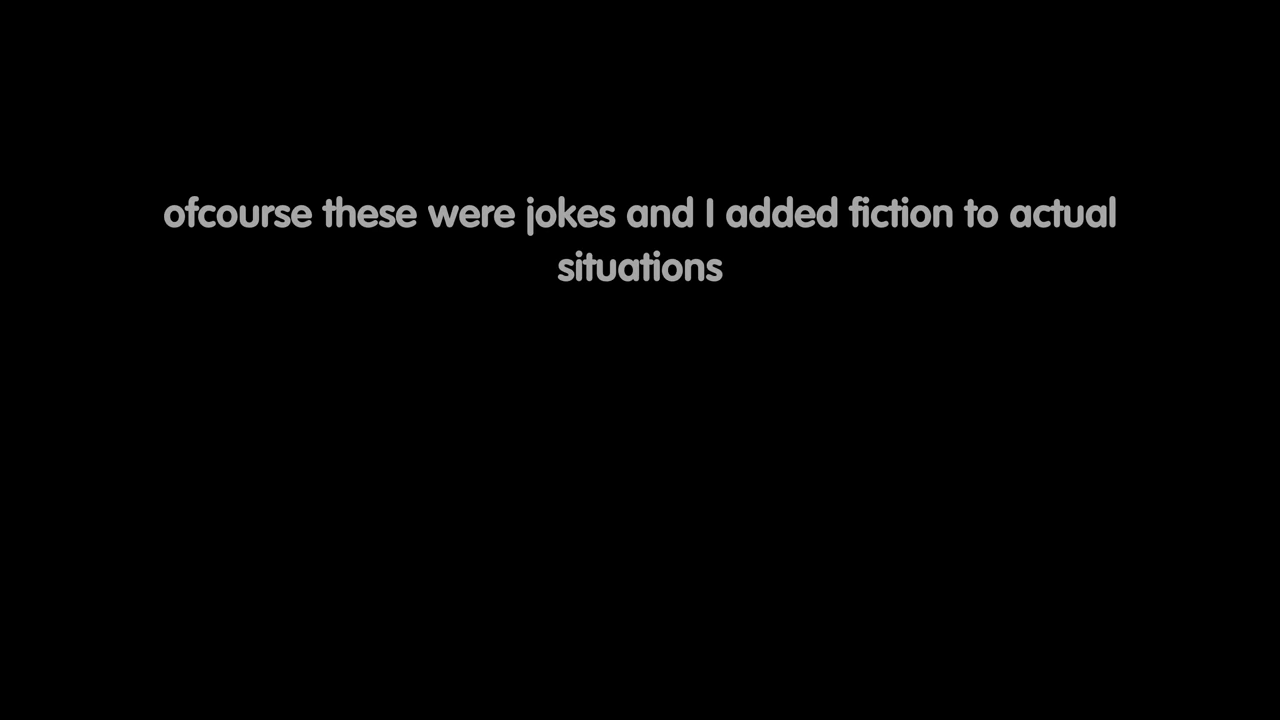 ofcourse these were jokes and I added fiction to actual
situations